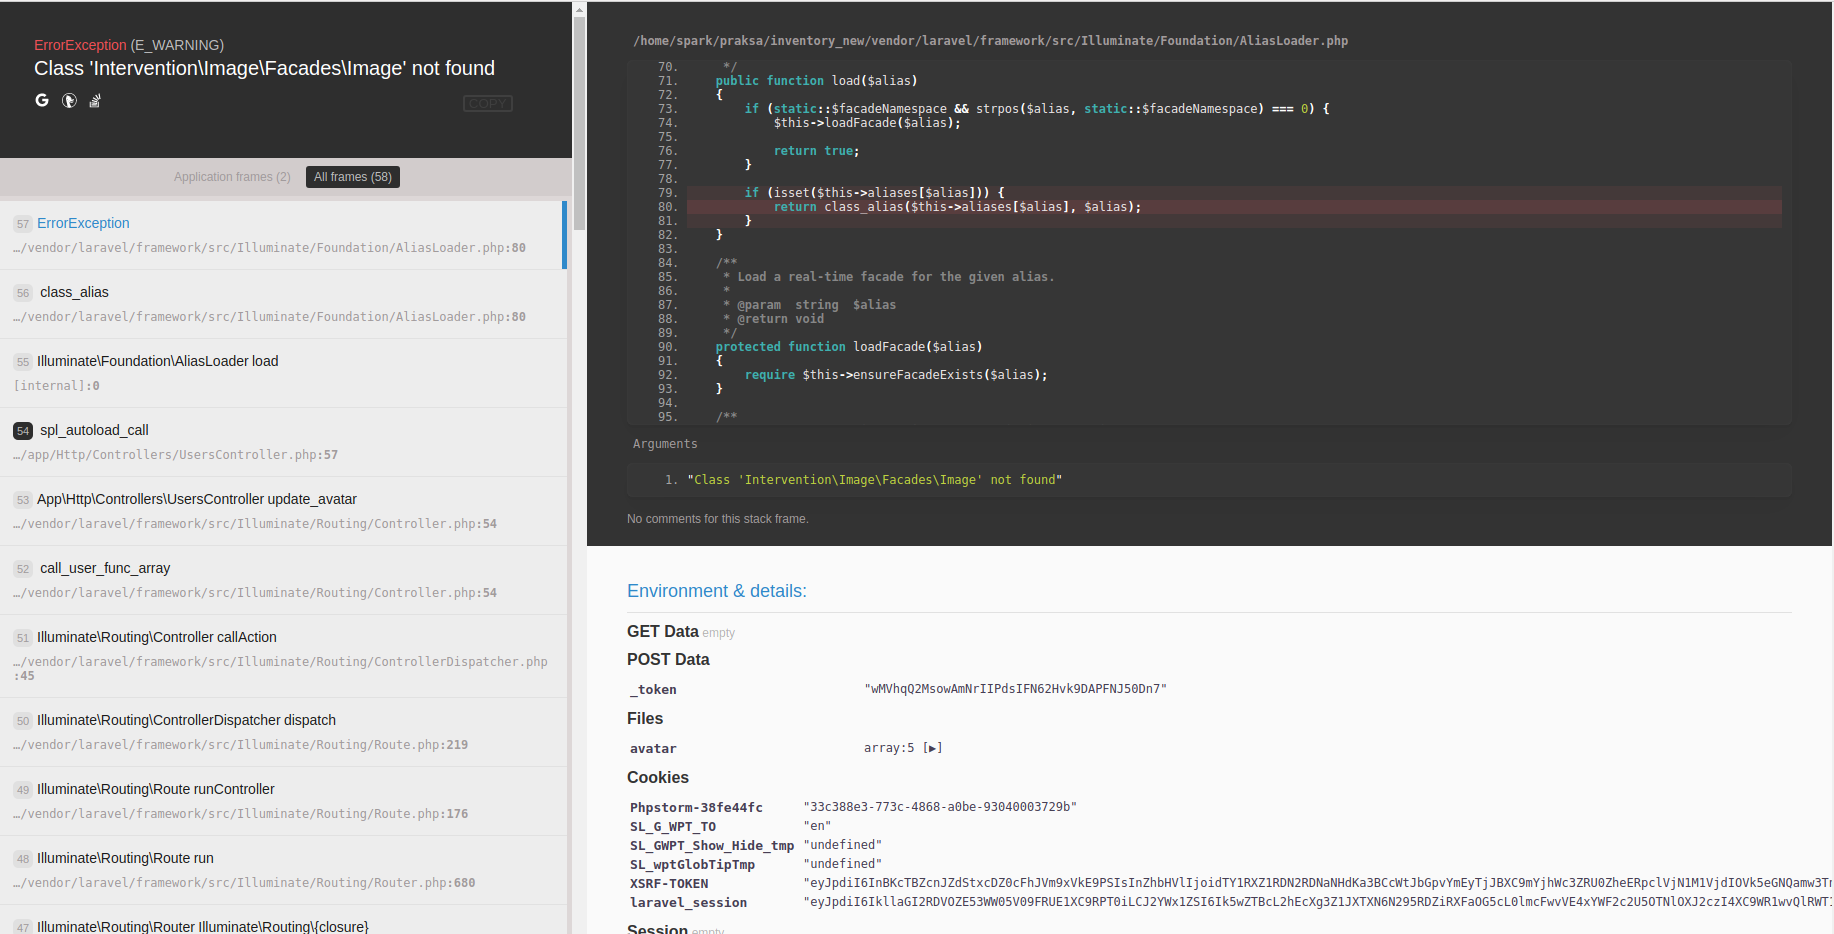 ErrorException (E_WARNING)
Class 'Intervention\Image\Facades\Image' not found
COPY
Application frames (2)
All frames (58)
57 ErrorException
…/vendor/laravel/framework/src/Illuminate/Foundation/AliasLoader.php:80
56 class_alias
…/vendor/laravel/framework/src/Illuminate/Foundation/AliasLoader.php:80
55 Illuminate\Foundation\AliasLoader load
[internal]:0
54 spl_autoload_call
…/app/Http/Controllers/UsersController.php:57
53 App\Http\Controllers\UsersController update_avatar
…/vendor/laravel/framework/src/Illuminate/Routing/Controller.php:54
52 call_user_func_array
…/vendor/laravel/framework/src/Illuminate/Routing/Controller.php:54
51 Illuminate\Routing\Controller callAction
…/vendor/laravel/framework/src/Illuminate/Routing/ControllerDispatcher.php
:45
50 Illuminate\Routing\ControllerDispatcher dispatch
…/vendor/laravel/framework/src/Illuminate/Routing/Route.php:219
49 Illuminate\Routing\Route runController
…/vendor/laravel/framework/src/Illuminate/Routing/Route.php:176
48 Illuminate\Routing\Route run
…/vendor/laravel/framework/src/Illuminate/Routing/Router.php:680
47 Illuminate\Routing\Router Illuminate\Routing\{closure}
/home/spark/praksa/inventory_new/vendor/laravel/framework/src/Illuminate/Foundation/AliasLoader.php
70.      */
71.     public function load($alias)
72.     {
73.         if (static::$facadeNamespace && strpos($alias, static::$facadeNamespace) === 0) {
74.             $this->loadFacade($alias);
75.
76.             return true;
77.         }
78.
79.         if (isset($this->aliases[$alias])) {
80.             return class_alias($this->aliases[$alias], $alias);
81.         }
82.     }
83.
84.     /**
85.      * Load a real-time facade for the given alias.
86.      *
87.      * @param  string  $alias
88.      * @return void
89.      */
90.     protected function loadFacade($alias)
91.     {
92.         require $this->ensureFacadeExists($alias);
93.     }
94.
95.     /**
Arguments
1. "Class 'Intervention\Image\Facades\Image' not found"
No comments for this stack frame.
Environment & details:
GET Data empty
POST Data
_token "wMVhqQ2MsowAmNrIIPdsIFN62Hvk9DAPFNJ50Dn7"
Files
avatar array:5 [▶]
Cookies
Phpstorm-38fe44fc "33c388e3-773c-4868-a0be-93040003729b"
SL_G_WPT_TO "en"
SL_GWPT_Show_Hide_tmp "undefined"
SL_wptGlobTipTmp "undefined"
XSRF-TOKEN
laravel_session
Session empty